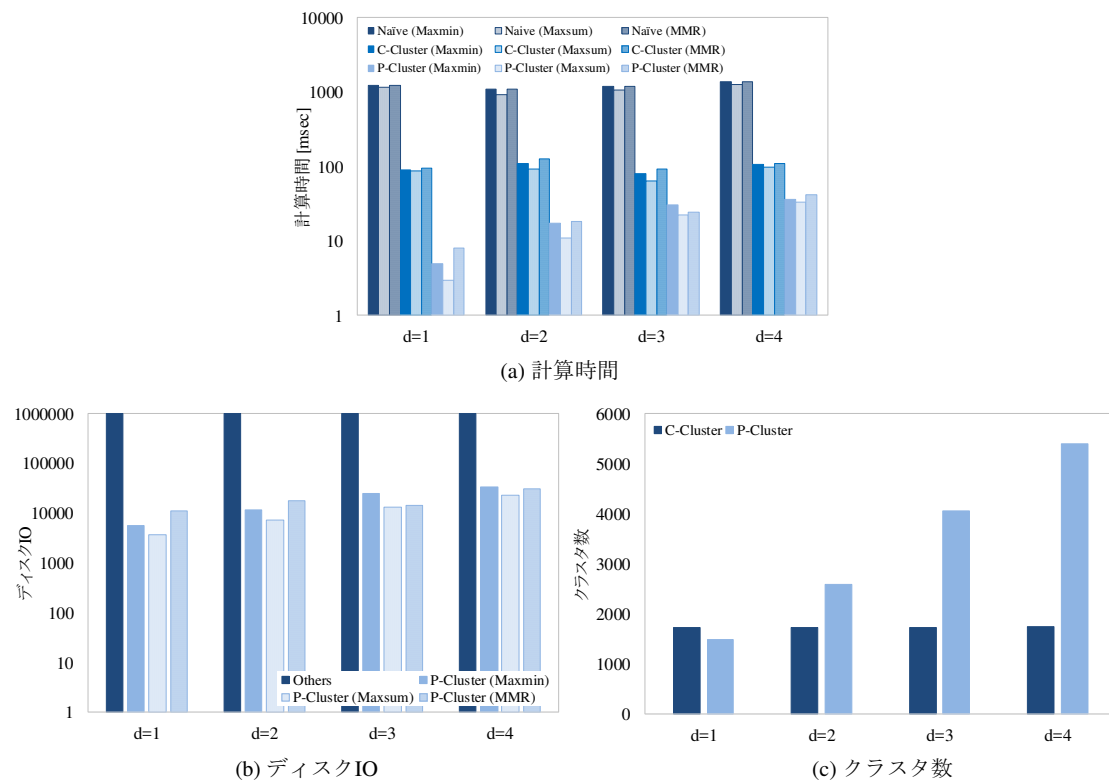 10000
1000
100
10
1
計算時間 [msec]
Naïve (Maxmin) Naive (Maxsum) Naïve (MMR)
C-Cluster (Maxmin) C-Cluster (Maxsum) C-Cluster (MMR)
P-Cluster (Maxmin) P-Cluster (Maxsum) P-Cluster (MMR)
d=1 d=2 d=3 d=4
(a) 計算時間
1000000
100000
10000
1000
100
10
1
ディスクIO
Others P-Cluster (Maxmin)
P-Cluster (Maxsum) P-Cluster (MMR)
d=1 d=2 d=3 d=4
(b) ディスクIO
6000
5000
4000
3000
2000
1000
0
クラスタ数
C-Cluster P-Cluster
d=1 d=2 d=3 d=4
(c) クラスタ数